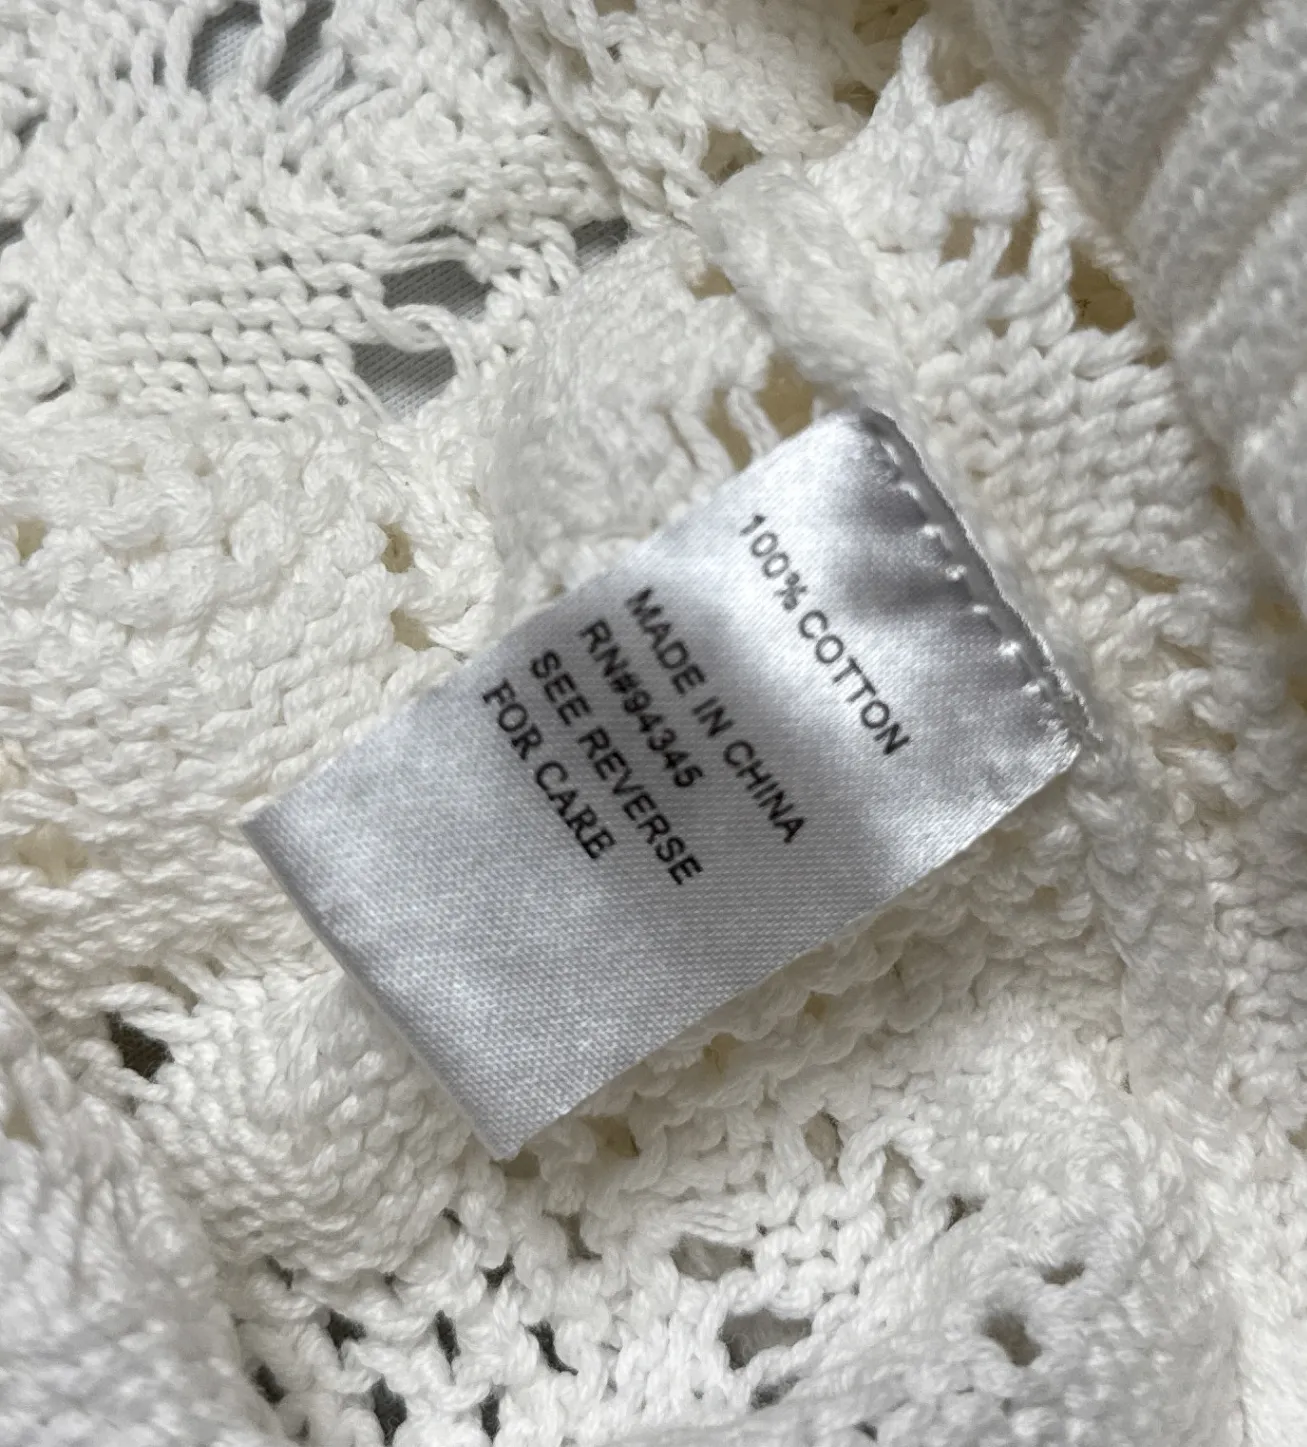 100% COTTON
MADE IN CHINA
RN#94345
SEE REVERSE
FOR CARE